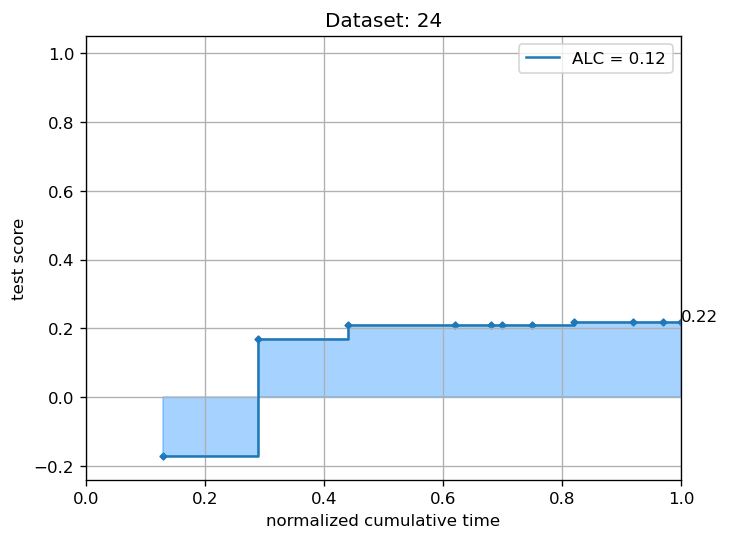 Dataset: 24
ALC = 0.12
test score
1.0
0.8
0.6
0.4
0.2
0.0
−0.2
0.22
0.0 0.2 0.4 0.6 0.8 1.0
normalized cumulative time